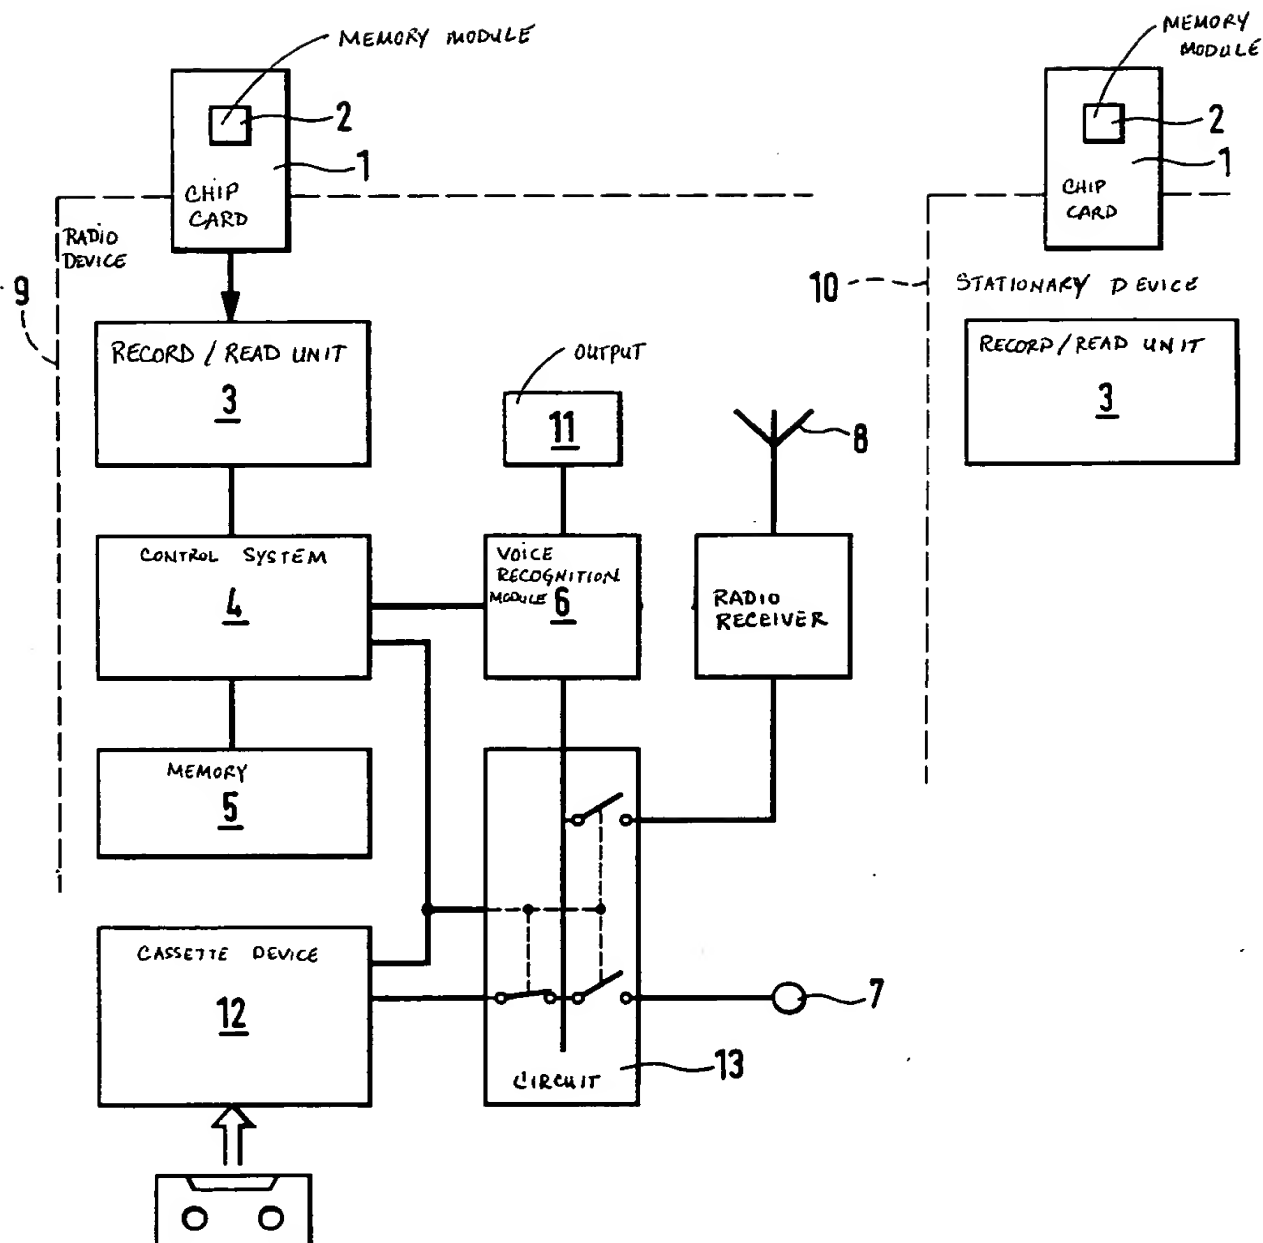 MEMORY MODULE
2
1
CHIP
CARD
RADIO
DEVICE
9
RECORD / READ UNIT
3
OUTPUT
11
8
CONTROL SYSTEM
4
VOICE
RECOGNITION
MODULE 6
RADIO
RECEIVER
MEMORY
5
CASSETTE DEVICE
12
7
13
CIRCUIT
MEMORY
MODULE
2
1
CHIP
CARD
10
STATIONARY DEVICE
RECORD/READ UNIT
3